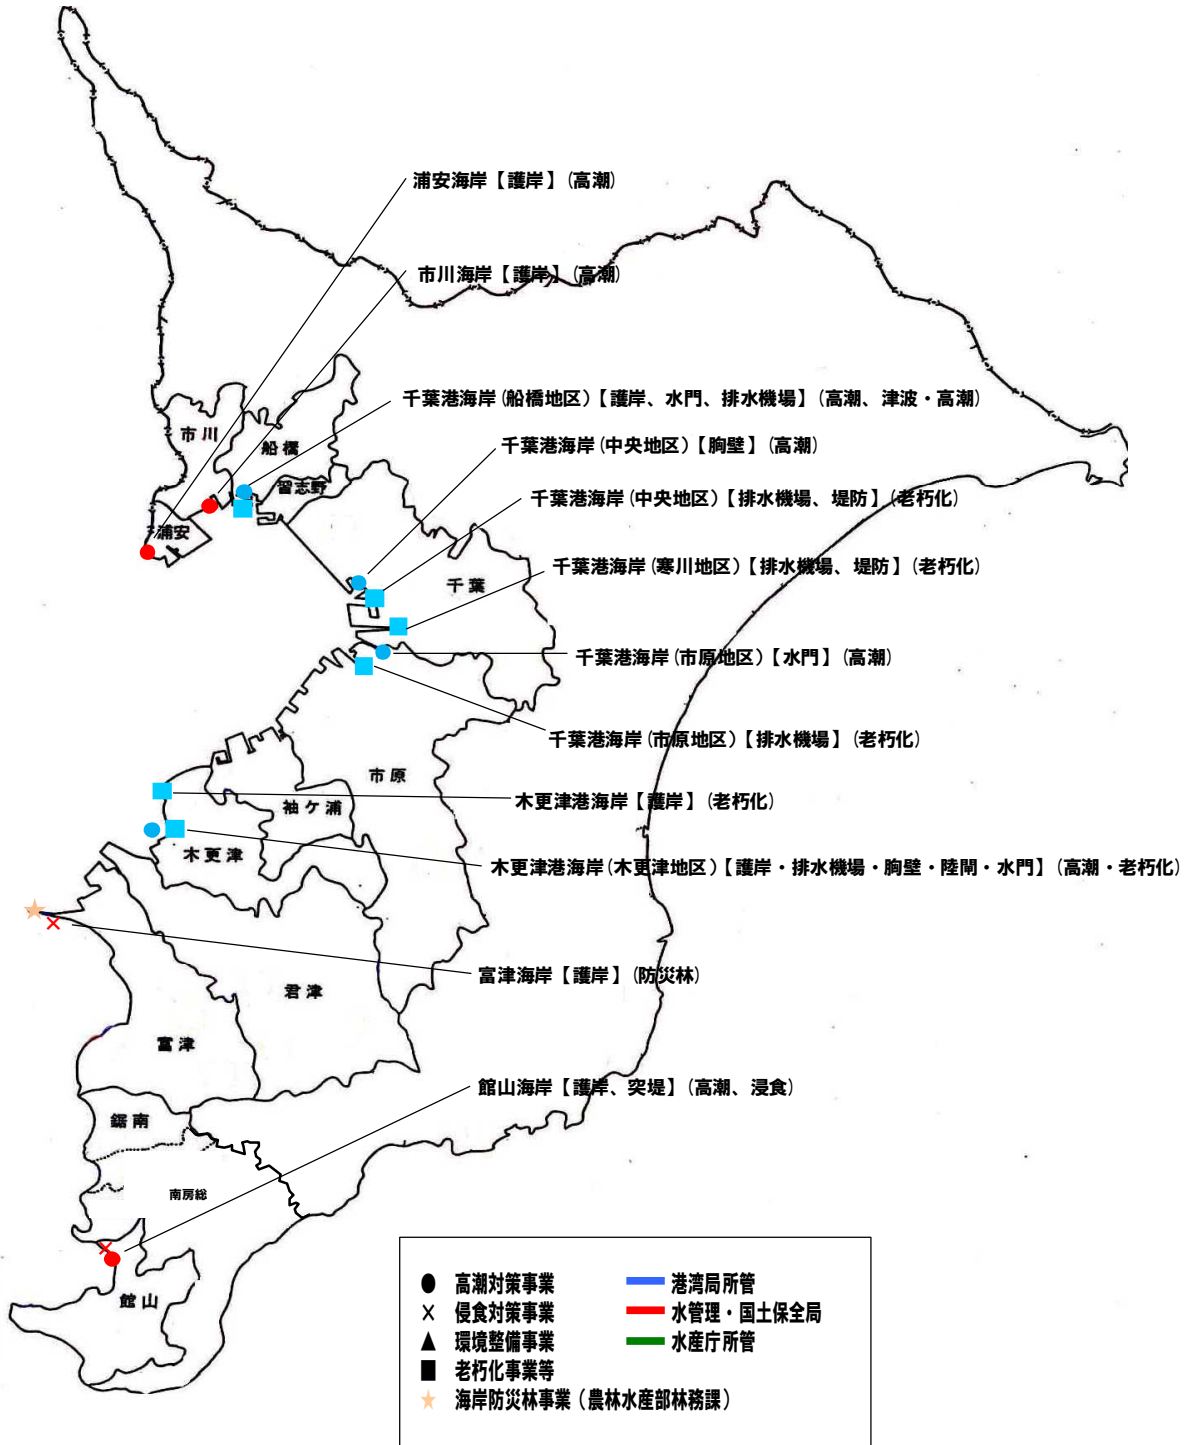 浦安海岸【護岸】(高潮)
市川海岸【護岸】(高潮)
千葉港海岸(船橋地区)【護岸、水門、排水機場】(高潮、津波・高潮)
市川
船橋
千葉港海岸(中央地区)【胸壁】(高潮)
習志野
千葉港海岸(中央地区)【排水機場、堤防】(老朽化)
浦安
千葉港海岸(寒川地区)【排水機場、堤防】(老朽化)
千葉
千葉港海岸(市原地区)【水門】(高潮)
千葉港海岸(市原地区)【排水機場】(老朽化)
市原
袖ケ浦
木更津港海岸【護岸】(老朽化)
木更津
木更津港海岸(木更津地区)【護岸・排水機場・胸壁・陸閘・水門】(高潮・老朽化)
富津海岸【護岸】(防災林)
君津
富津
館山海岸【護岸、突堤】(高潮、浸食)
鋸南
南房総
館山
高潮対策事業
港湾局所管
侵食対策事業
水管理・国土保全局
環境整備事業
水産庁所管
老朽化事業等
海岸防災林事業(農林水産部林務課)